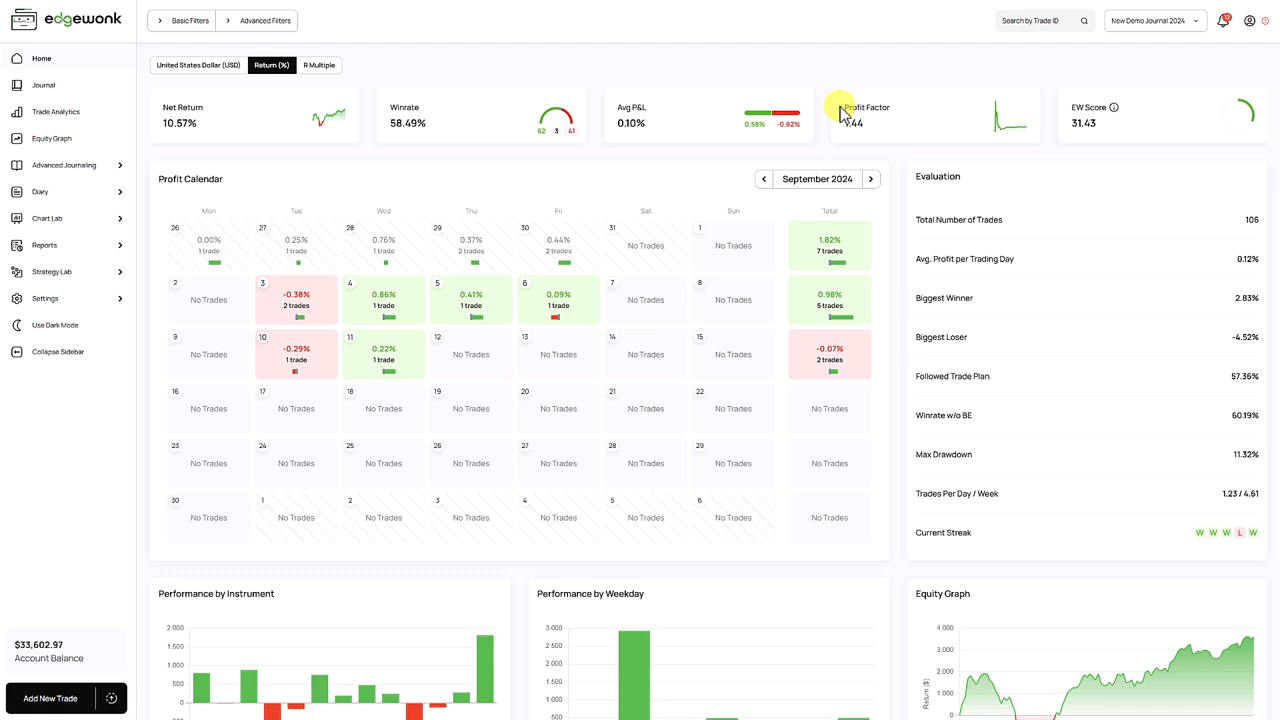 edgewonk
Basic Filters
Advanced Filters
Search by Trade ID
New Demo Journal 2024
12
Home
Journal
Trade Analytics
Equity Graph
Advanced Journaling
Diary
Chart Lab
Reports
Strategy Lab
Settings
Use Dark Mode
Collapse Sidebar
$33,602.97
Account Balance
Add New Trade
United States Dollar (USD)
Return (%)
R Multiple
Net Return
10.57%
Winrate
58.49%
62 3 41
Avg P&L
0.10%
0.58% -0.62%
Profit Factor
.44
EW Score
31.43
Profit Calendar
September 2024
Mon Tue Wed Thu Fri Sat Sun Total
26 27 28 29 30 31 1
0.00% 0.25% 0.76% 0.37% 0.44% No Trades No Trades 1.82%
1 trade 1 trade 1 trade 2 trades 2 trades 7 trades
2 3 4 5 6 7 8
No Trades -0.38% 0.86% 0.41% 0.09% No Trades No Trades 0.98%
2 trades 1 trade 1 trade 1 trade 5 trades
9 10 11 12 13 14 15
No Trades -0.29% 0.22% No Trades No Trades No Trades No Trades -0.07%
1 trade 1 trade 2 trades
16 17 18 19 20 21 22
No Trades No Trades No Trades No Trades No Trades No Trades No Trades No Trades
23 24 25 26 27 28 29
No Trades No Trades No Trades No Trades No Trades No Trades No Trades No Trades
30 1 2 3 4 5 6
No Trades No Trades No Trades No Trades No Trades No Trades No Trades No Trades
Evaluation
Total Number of Trades 106
Avg. Profit per Trading Day 0.12%
Biggest Winner 2.83%
Biggest Loser -4.52%
Followed Trade Plan 57.36%
Winrate w/o BE 60.19%
Max Drawdown 11.32%
Trades Per Day / Week 1.23 / 4.61
Current Streak W W W L W
Performance by Instrument
2.000
1.500
1.000
500
0
Performance by Weekday
3.000
2.500
2.000
1.500
1.000
500
Equity Graph
Return ($)
4.000
3.000
2.000
1.000
0